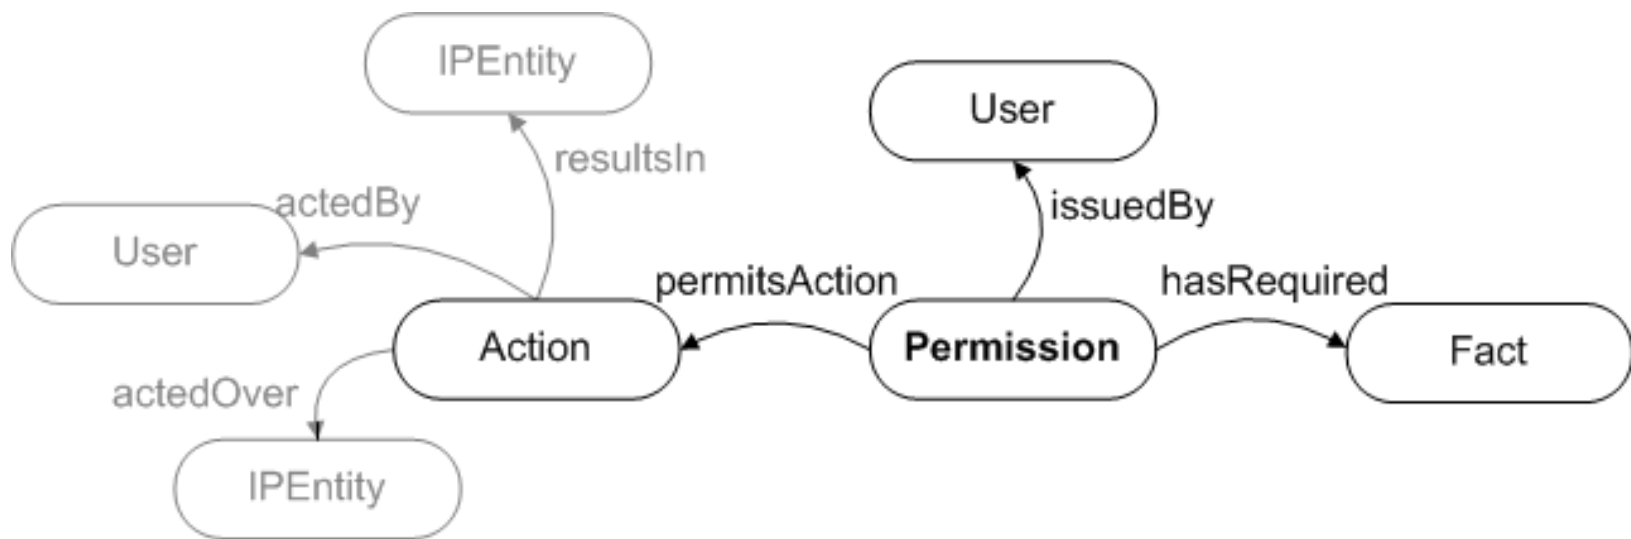 IPEntity
User
resultsIn
actedBy
issuedBy
User
permitsAction
hasRequired
Action
Permission
Fact
actedOver
IPEntity